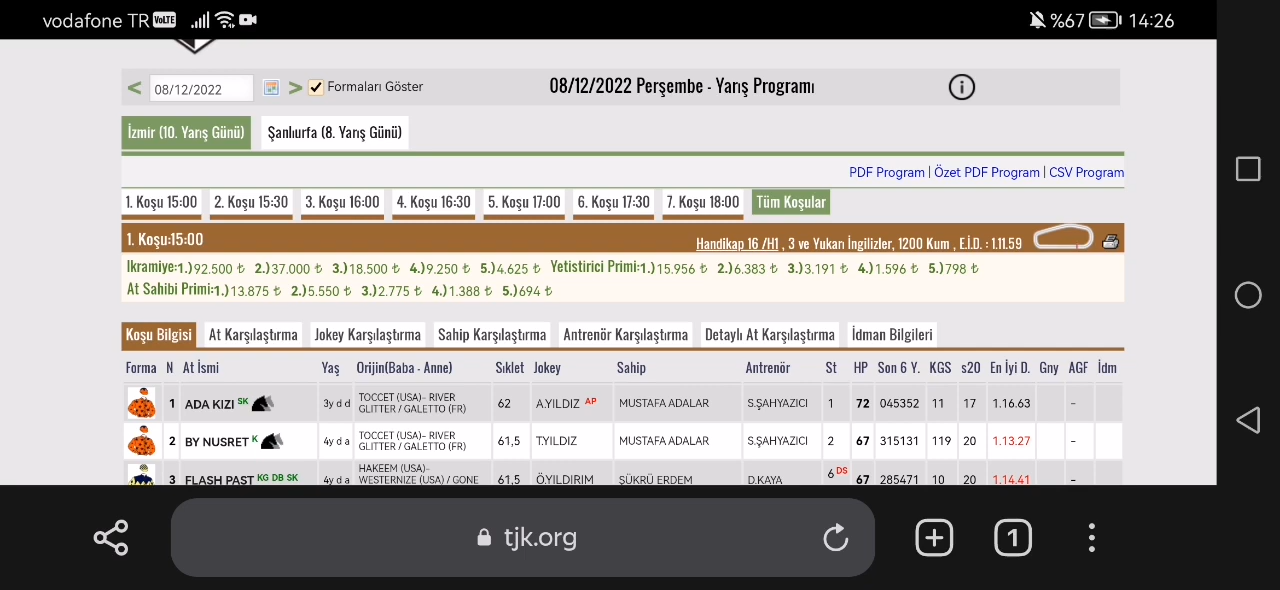 vodafone TR VoLTE %67 14:26
< 08/12/2022 > Formaları Göster 08/12/2022 Perşembe - Yarış Programı i
İzmir (10. Yarış Günü) Şanlıurfa (8. Yarış Günü)
PDF Program | Özet PDF Program | CSV Program
1. Koşu 15:00 2. Koşu 15:30 3. Koşu 16:00 4. Koşu 16:30 5. Koşu 17:00 6. Koşu 17:30 7. Koşu 18:00 Tüm Koşular
1. Koşu:15:00 Handikap 16 /H1 , 3 ve Yukarı İngilizler, 1200 Kum , E.İ.D. : 1.11.59
Ikramiye:1.)92.500 ₺ 2.)37.000 ₺ 3.)18.500 ₺ 4.)9.250 ₺ 5.)4.625 ₺ Yetistirici Primi:1.)15.956 ₺ 2.)6.383 ₺ 3.)3.191 ₺ 4.)1.596 ₺ 5.)798 ₺
At Sahibi Primi:1.)13.875 ₺ 2.)5.550 ₺ 3.)2.775 ₺ 4.)1.388 ₺ 5.)694 ₺
Koşu Bilgisi At Karşılaştırma Jokey Karşılaştırma Sahip Karşılaştırma Antrenör Karşılaştırma Detaylı At Karşılaştırma İdman Bilgileri
Forma N At İsmi Yaş Orijin(Baba - Anne) Sıklet Jokey Sahip Antrenör St HP Son 6 Y. KGS s20 En İyi D. Gny AGF İdm
1 ADA KIZI SK 3y d d TOCCET (USA)- RIVER GLITTER / GALETTO (FR) 62 A.YILDIZ AP MUSTAFA ADALAR S.ŞAHYAZICI 1 72 045352 11 17 1.16.63 -
2 BY NUSRET K 4y d a TOCCET (USA)- RIVER GLITTER / GALETTO (FR) 61,5 T.YILDIZ MUSTAFA ADALAR S.ŞAHYAZICI 2 67 315131 119 20 1.13.27 -
3 FLASH PAST KG DB SK 4y d a HAKEEM (USA)- WESTERNIZE (USA) / GONE 61,5 Ö.YILDIRIM ŞÜKRÜ ERDEM D.KAYA 6 DS 67 285471 10 20 1.14.41 -
tjk.org 1